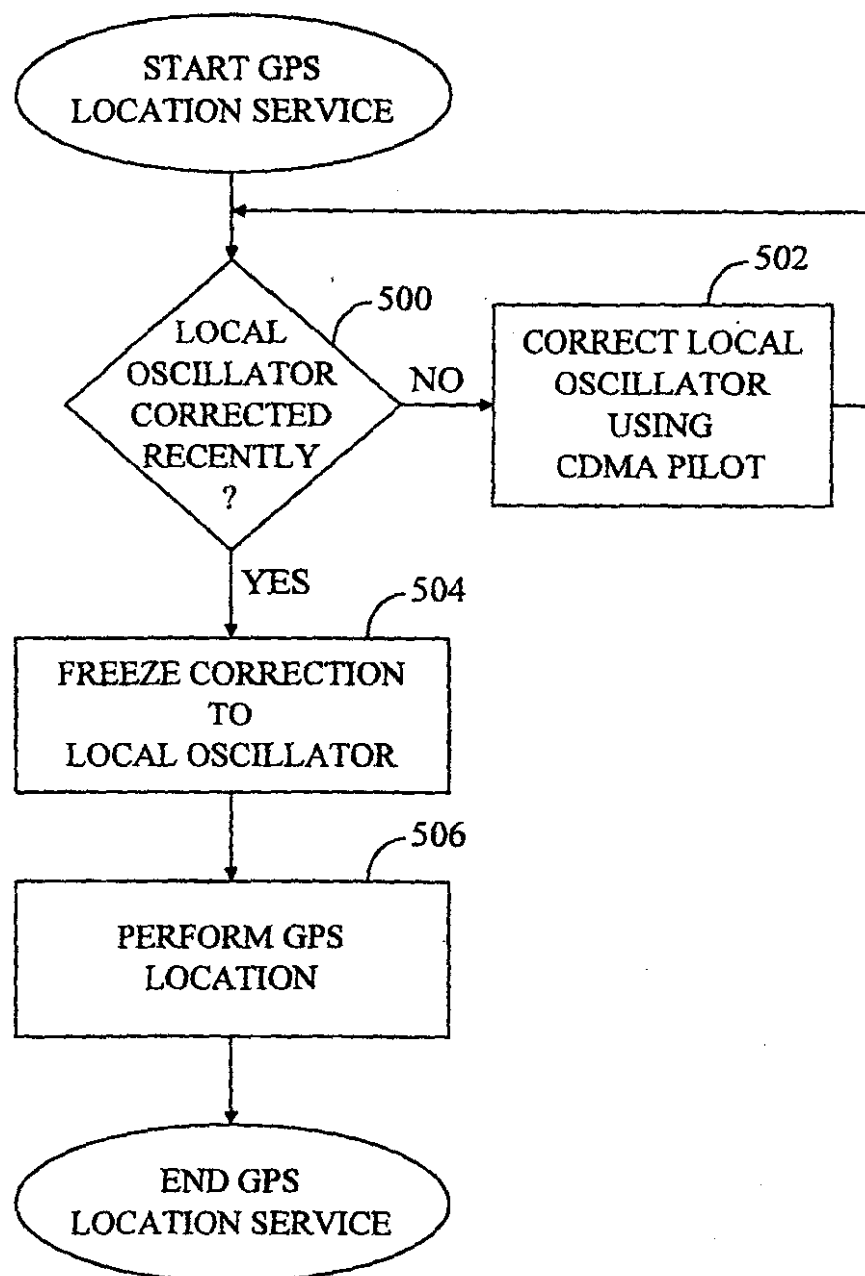 START GPS
LOCATION SERVICE
500
LOCAL
OSCILLATOR
CORRECTED
RECENTLY
?
NO
502
CORRECT LOCAL
OSCILLATOR
USING
CDMA PILOT
YES
504
FREEZE CORRECTION
TO
LOCAL OSCILLATOR
506
PERFORM GPS
LOCATION
END GPS
LOCATION SERVICE